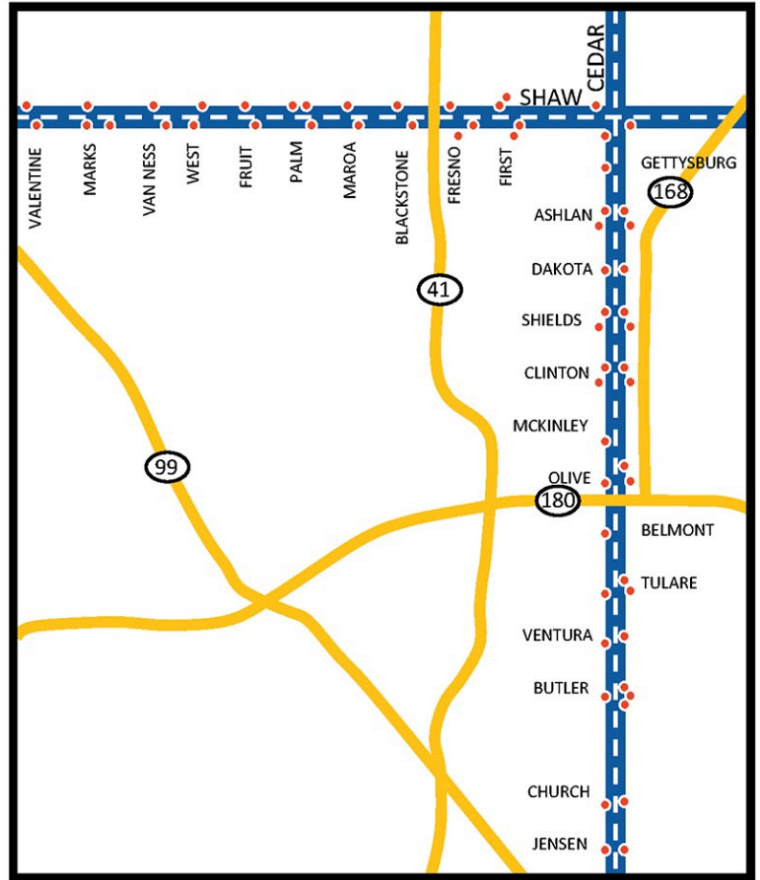 CEDAR
SHAW
VALENTINE
MARKS
VAN NESS
WEST
FRUIT
PALM
MAROA
BLACKSTONE
FRESNO
FIRST
GETTYSBURG
168
ASHLAN
DAKOTA
41
SHIELDS
CLINTON
MCKINLEY
99
OLIVE
180
BELMONT
TULARE
VENTURA
BUTLER
CHURCH
JENSEN